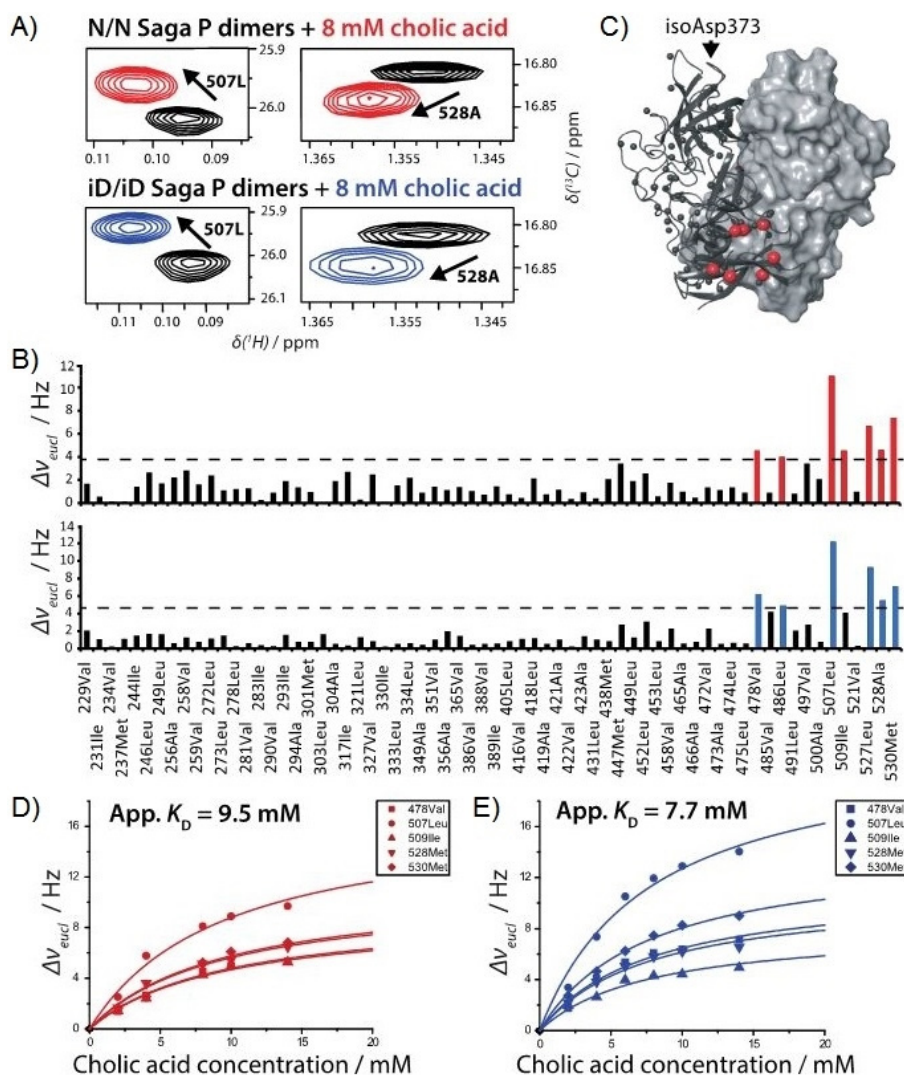 A)
N/N Saga P dimers + 8 mM cholic acid
507L
25.9
26.0
0.11 0.10 0.09
528A
16.80
16.85
1.365 1.355 1.345
iD/iD Saga P dimers + 8 mM cholic acid
507L
25.9
26.0
26.1
0.11 0.10 0.09
528A
16.80
16.85
1.365 1.355 1.345
δ(¹H) / ppm
δ(¹³C) / ppm
C)
isoAsp373
B)
Δν_eucl / Hz
12
10
8
6
4
2
0
Δν_eucl / Hz
14
12
10
8
6
4
2
0
229Val 234Val 244Ile 249Leu 258Val 272Leu 278Leu 283Ile 293Ile 301Met 304Ala 321Leu 330Ile 334Leu 351Val 365Val 388Val 405Leu 418Leu 421Ala 423Ala 438Met 449Leu 453Leu 465Ala 472Val 474Leu 478Val 486Leu 497Val 507Leu 521Val 528Ala
231Ile 237Met 246Leu 256Ala 259Val 273Leu 281Val 290Val 294Ala 303Leu 317Ile 327Val 333Leu 349Ala 356Ala 389Ile 416Val 419Ala 422Val 431Leu 447Met 452Leu 458Val 473Ala 475Leu 485Val 491Leu 500Ala 509Ile 527Leu 530Met
D)
App. K_D = 9.5 mM
478Val
507Leu
509Ile
528Met
530Met
Δν_eucl / Hz
16
12
8
4
0
0 5 10 15 20
Cholic acid concentration / mM
E)
App. K_D = 7.7 mM
478Val
507Leu
509Ile
528Met
530Met
Δν_eucl / Hz
16
12
8
4
0
0 5 10 15 20
Cholic acid concentration / mM